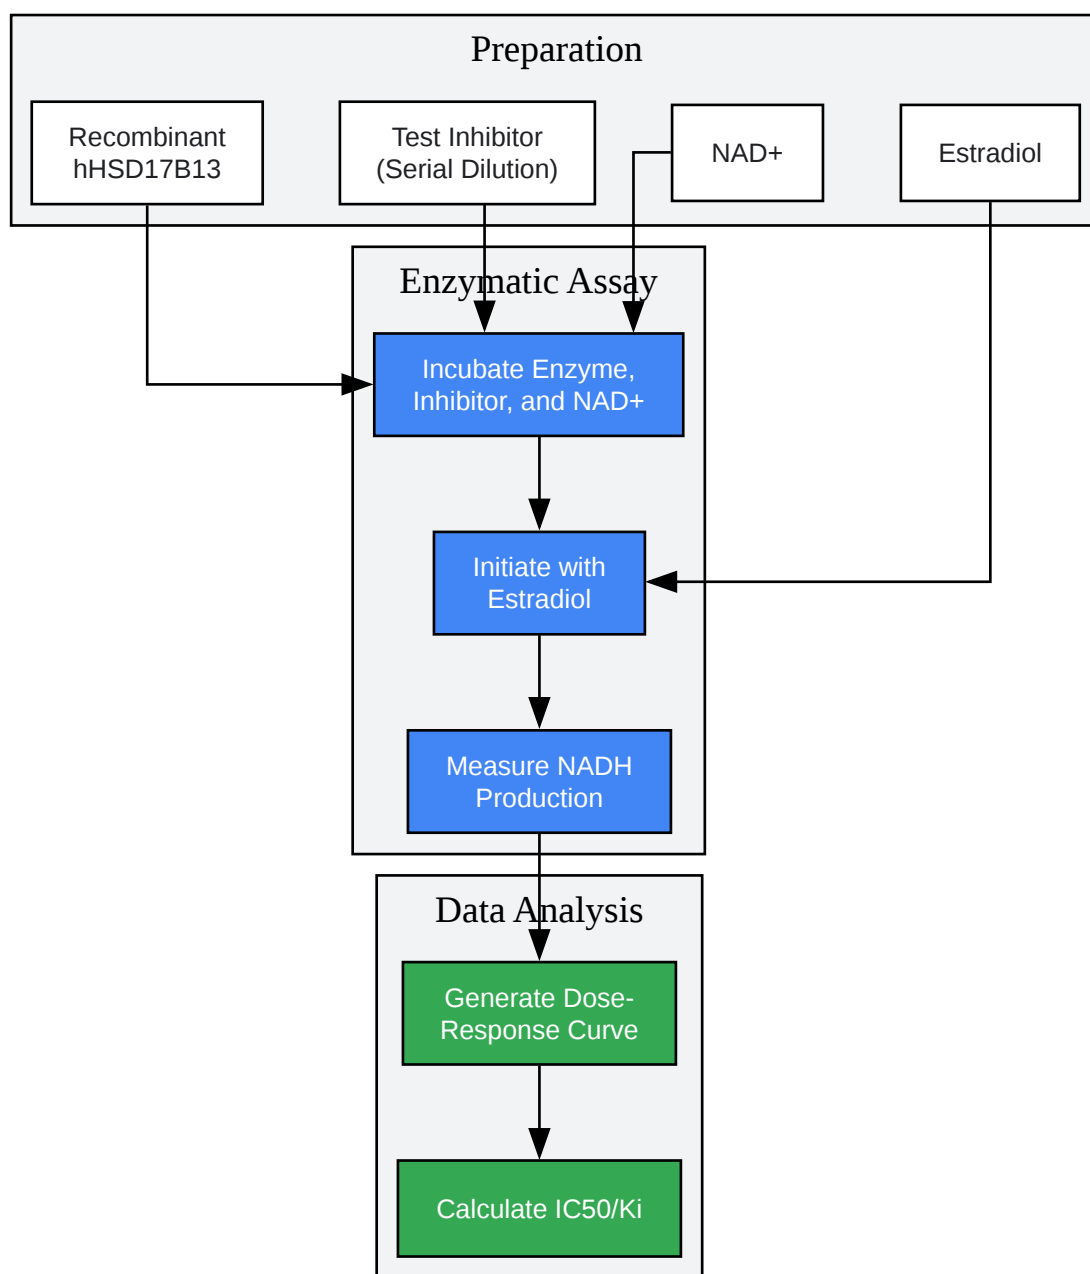 Preparation
Recombinant
hHSD17B13
Test Inhibitor
(Serial Dilution)
NAD+
Estradiol
Enzymatic Assay
Incubate Enzyme,
Inhibitor, and NAD+
Initiate with
Estradiol
Measure NADH
Production
Data Analysis
Generate Dose-
Response Curve
Calculate IC50/Ki